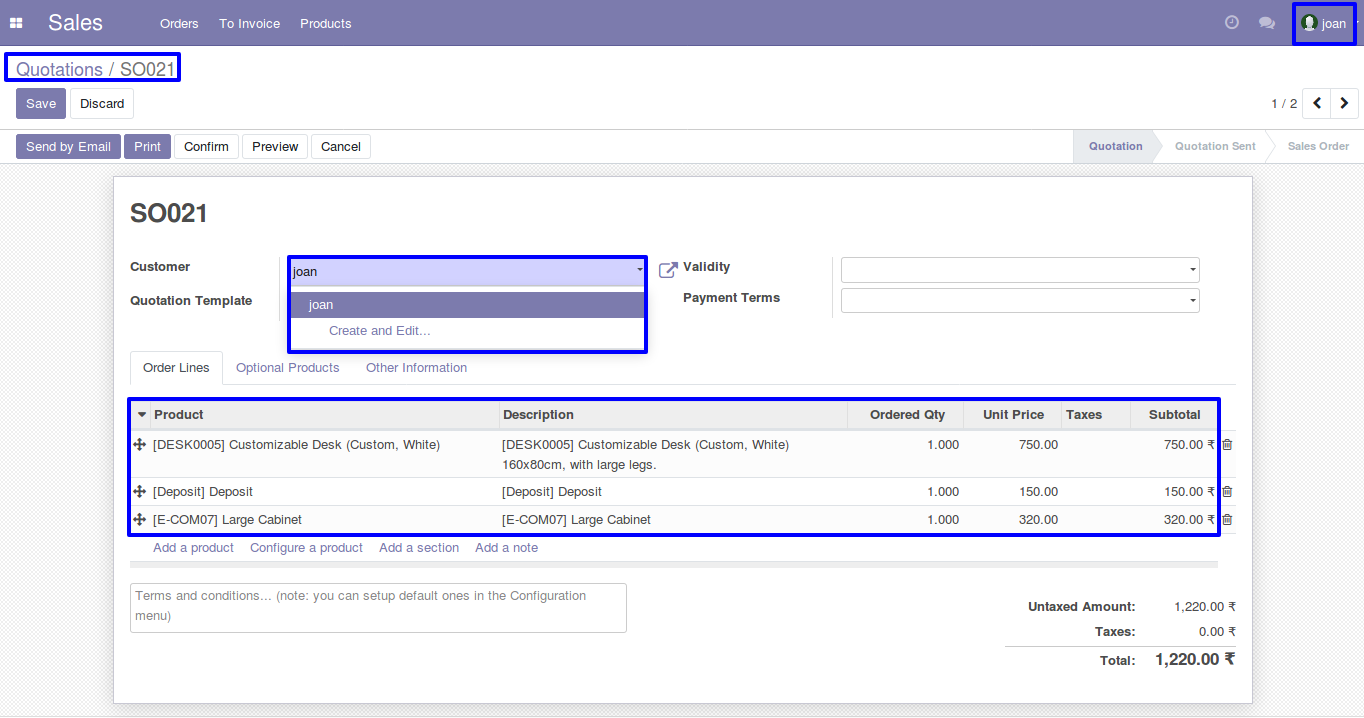 Sales Orders To Invoice Products joan
Quotations / SO021
Save Discard 1 / 2
Send by Email Print Confirm Preview Cancel Quotation Quotation Sent Sales Order
SO021
Customer joan Validity
joan
Quotation Template Payment Terms
Create and Edit...
Order Lines Optional Products Other Information
Product Description Ordered Qty Unit Price Taxes Subtotal
[DESK0005] Customizable Desk (Custom, White) [DESK0005] Customizable Desk (Custom, White) 1.000 750.00 750.00 ₹
160x80cm, with large legs.
[Deposit] Deposit [Deposit] Deposit 1.000 150.00 150.00 ₹
[E-COM07] Large Cabinet [E-COM07] Large Cabinet 1.000 320.00 320.00 ₹
Add a product Configure a product Add a section Add a note
Terms and conditions... (note: you can setup default ones in the Configuration
menu)
Untaxed Amount: 1,220.00 ₹
Taxes: 0.00 ₹
Total: 1,220.00 ₹